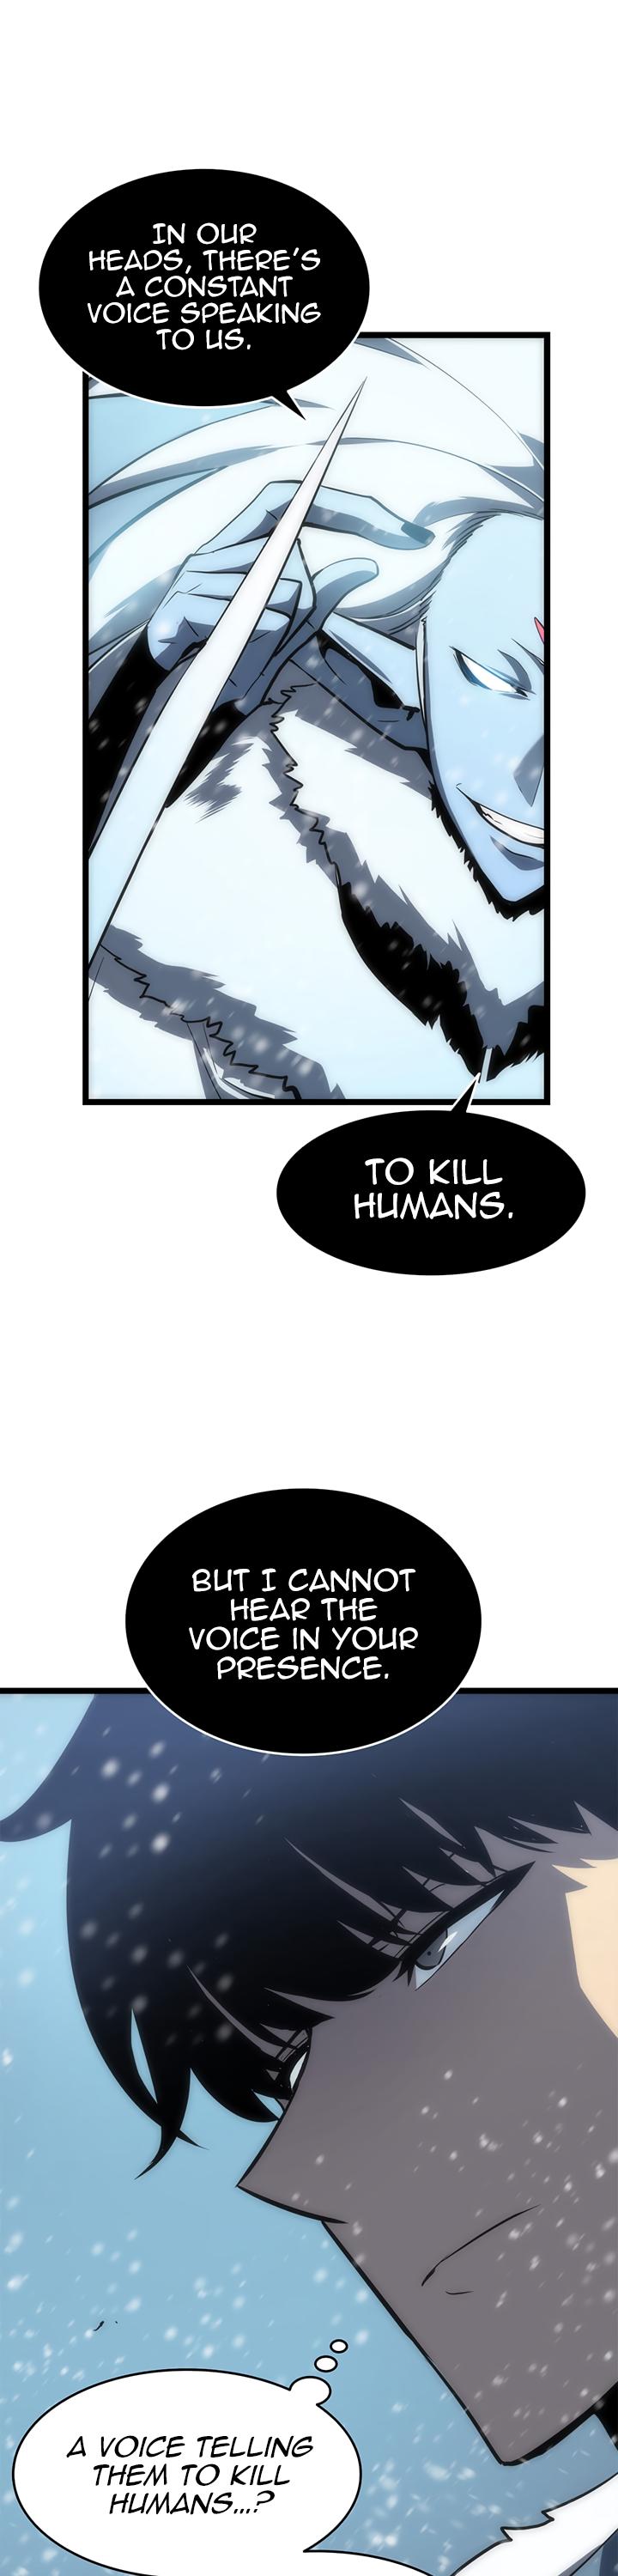 IN OUR
HEADS, THERE'S
A CONSTANT
VOICE SPEAKING
TO US.
TO KILL
HUMANS.
BUT I CANNOT
HEAR THE
VOICE IN YOUR
PRESENCE.
A VOICE TELLING
THEM TO KILL
HUMANS...?